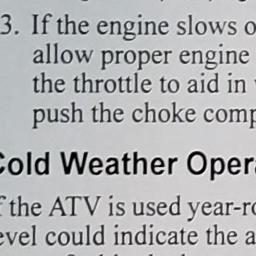 3. If the engine slows o
allow proper engine
the throttle to aid in
push the choke comp
Cold Weather Opera
f the ATV is used year-ro
evel could indicate the a